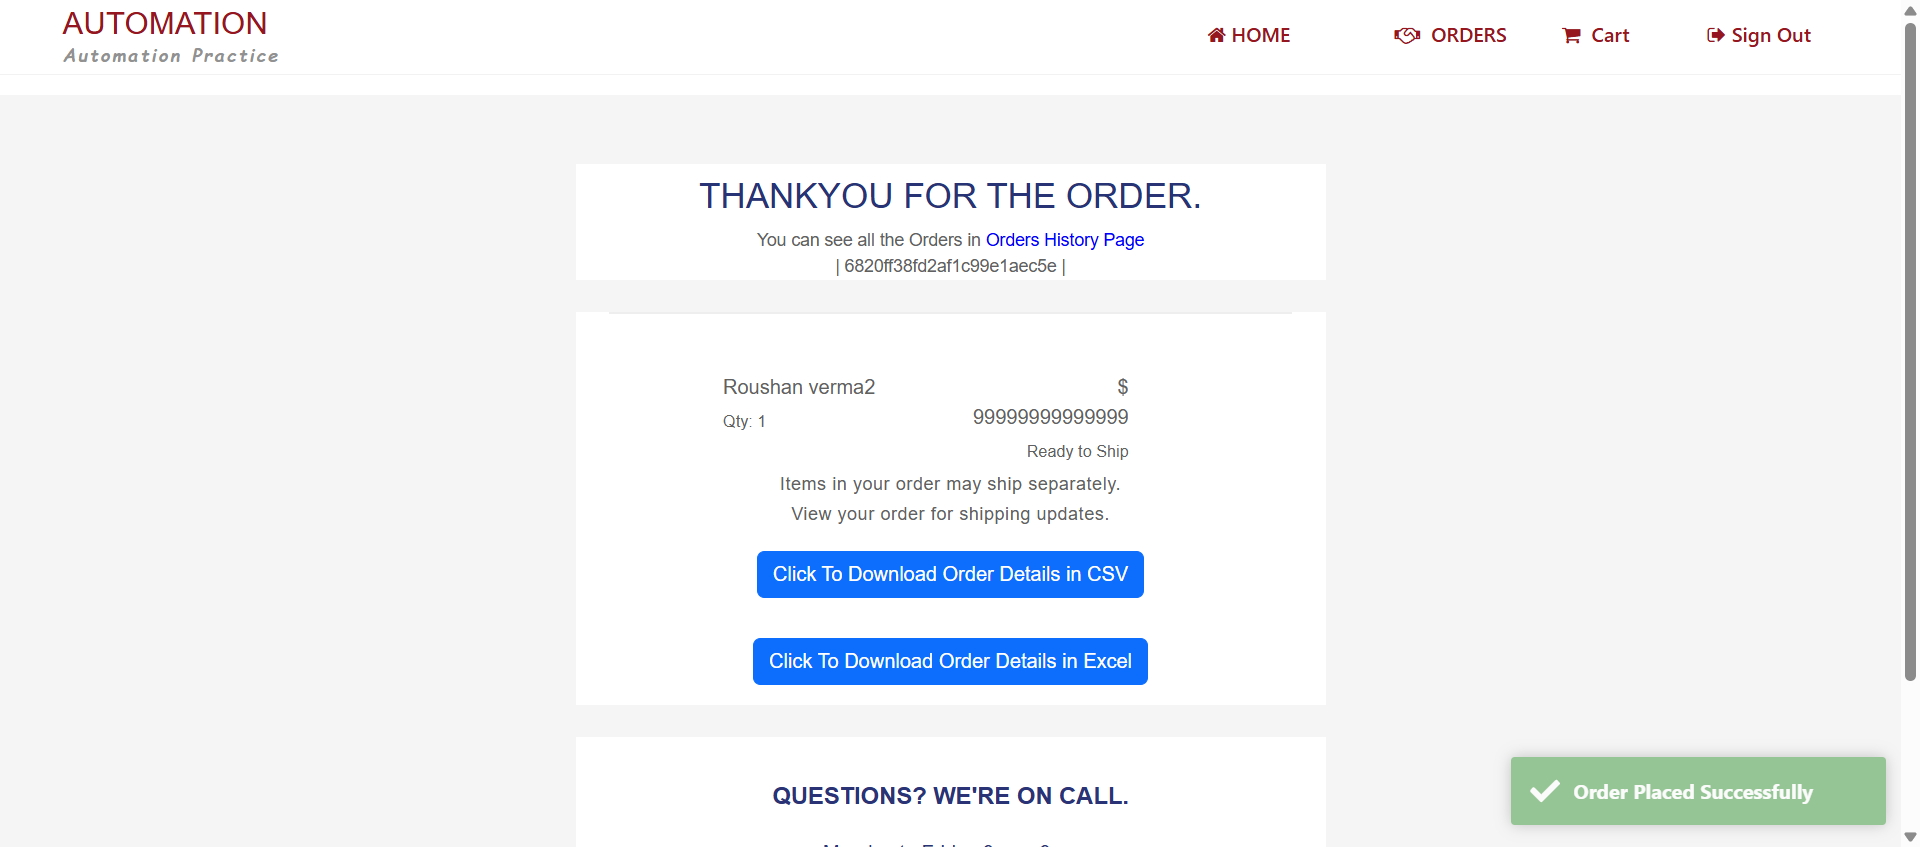 AUTOMATION
Automation Practice
HOME
ORDERS
Cart
Sign Out
THANKYOU FOR THE ORDER.
You can see all the Orders in Orders History Page
| 6820ff38fd2af1c99e1aec5e |
Roushan verma2
$
99999999999999
Qty: 1
Ready to Ship
Items in your order may ship separately.
View your order for shipping updates.
Click To Download Order Details in CSV
Click To Download Order Details in Excel
QUESTIONS? WE'RE ON CALL.
Order Placed Successfully